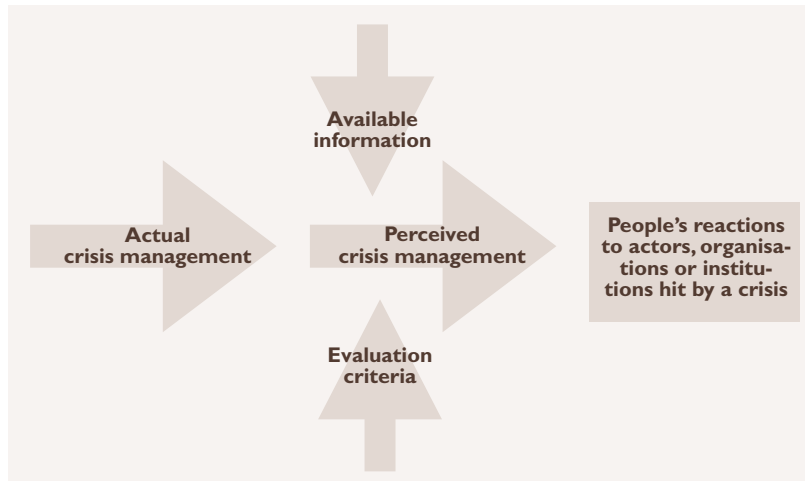 Available
information
Actual
crisis management
Perceived
crisis management
People’s reactions
to actors, organisa-
tions or institu-
tions hit by a crisis
Evaluation
criteria